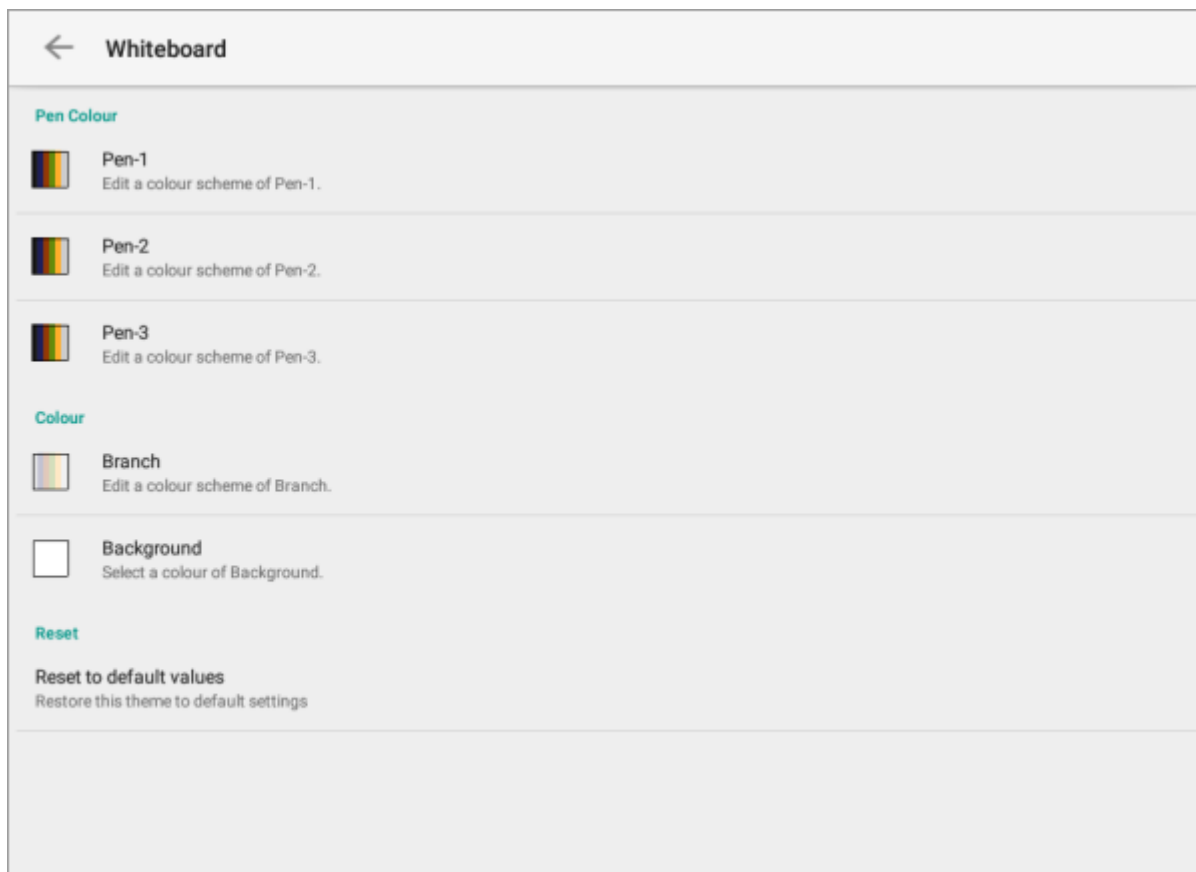 Whiteboard
Pen Colour
Pen-1
Edit a colour scheme of Pen-1.
Pen-2
Edit a colour scheme of Pen-2.
Pen-3
Edit a colour scheme of Pen-3.
Colour
Branch
Edit a colour scheme of Branch.
Background
Select a colour of Background.
Reset
Reset to default values
Restore this theme to default settings